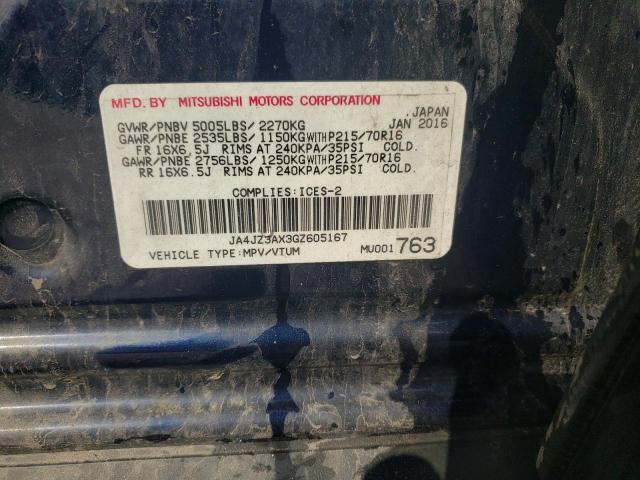 MFD. BY MITSUBISHI MOTORS CORPORATION
JAPAN
GVWR/PNBV 5005LBS/2270KG JAN 2016
GAWR/PNBE 2535LBS/1150KG WITH P215/70R16
FR 16X6.5J RIMS AT 240KPA/35PSI COLD.
GAWR/PNBE 2756LBS/1250KG WITH P215/70R16
RR 16X6.5J RIMS AT 240KPA/35PSI COLD.
COMPLIES:ICES-2
JA4JZ3AX3GZ605167
VEHICLE TYPE:MPV/VTUM MU001 763